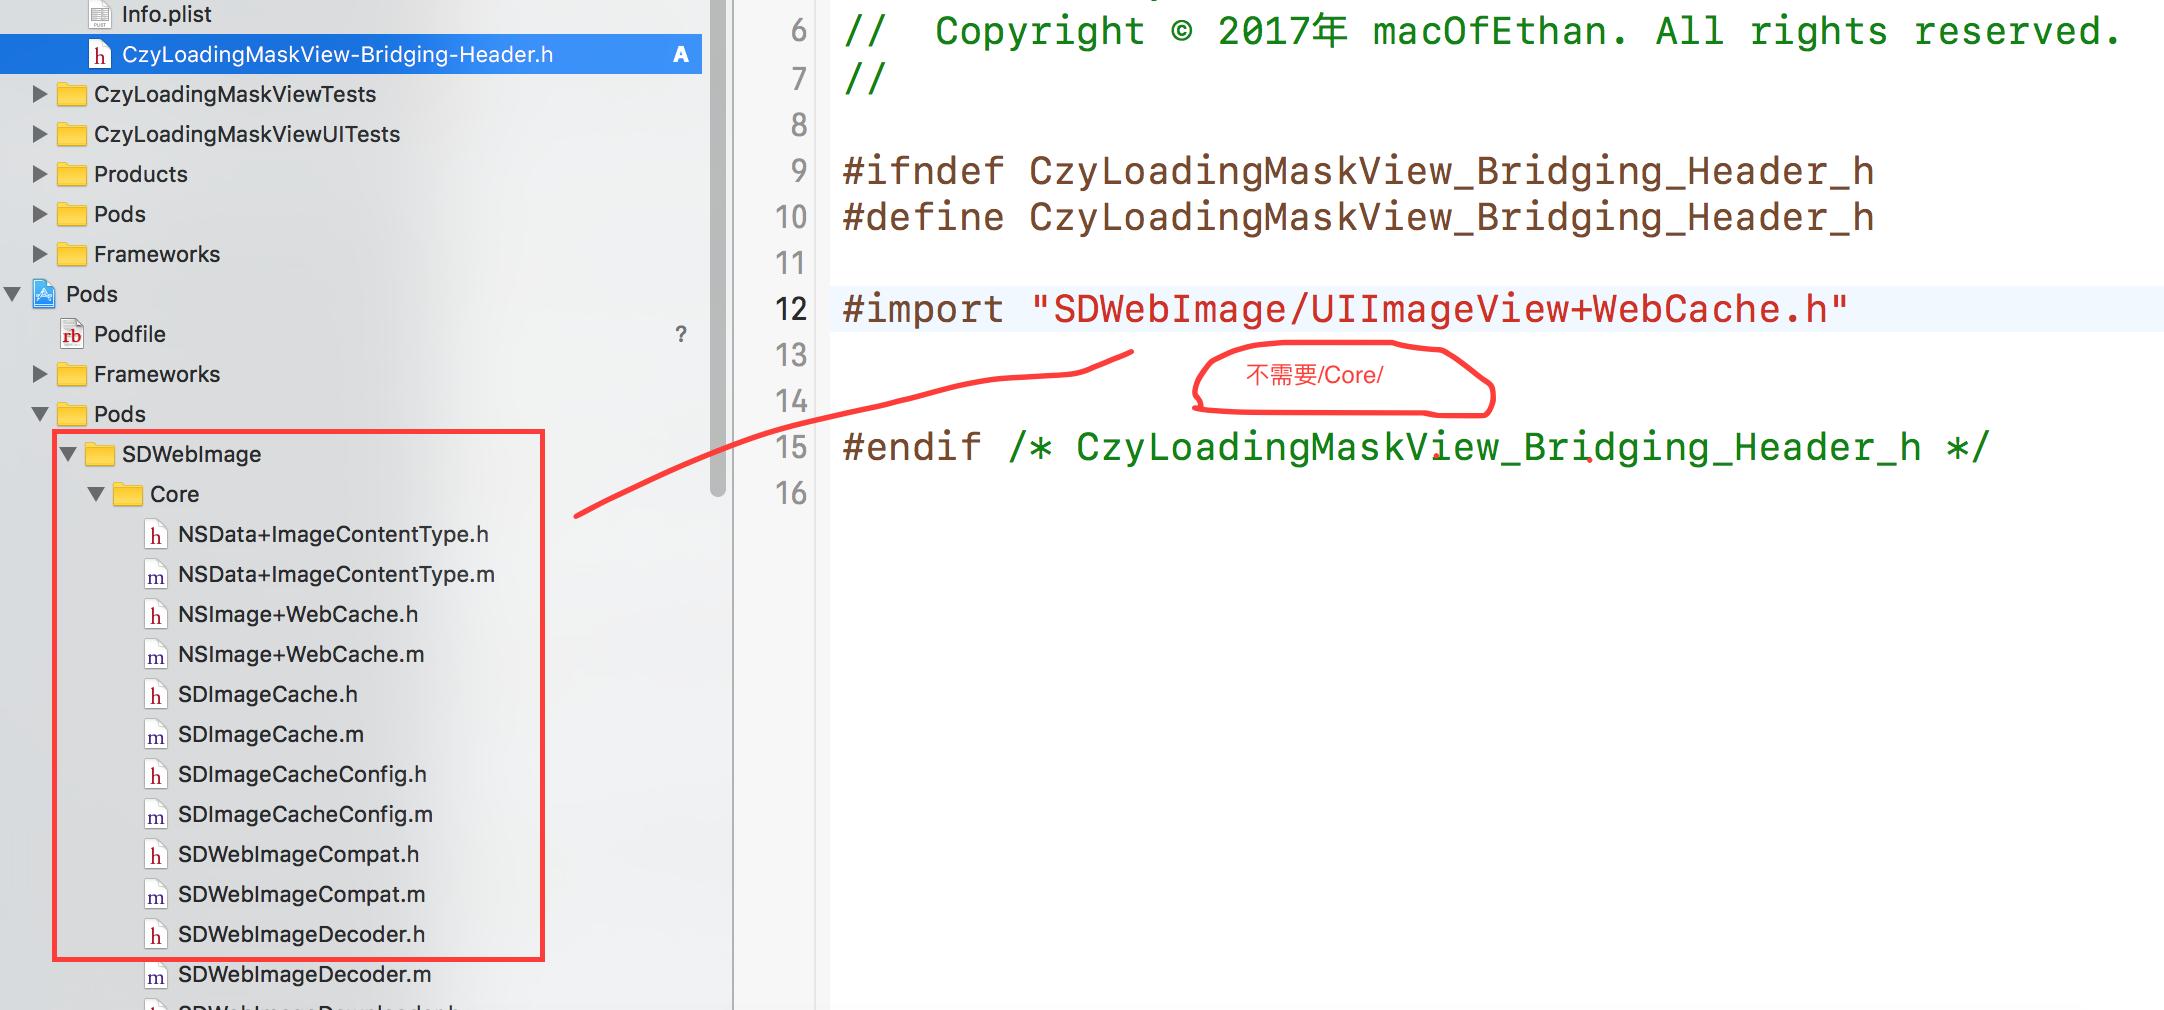 Info.plist
CzyLoadingMaskView-Bridging-Header.h A
CzyLoadingMaskViewTests
CzyLoadingMaskViewUITests
Products
Pods
Frameworks
Pods
Podfile ?
Frameworks
Pods
SDWebImage
Core
NSData+ImageContentType.h
NSData+ImageContentType.m
NSImage+WebCache.h
NSImage+WebCache.m
SDImageCache.h
SDImageCache.m
SDImageCacheConfig.h
SDImageCacheConfig.m
SDWebImageCompat.h
SDWebImageCompat.m
SDWebImageDecoder.h
SDWebImageDecoder.m
6 //  Copyright © 2017年 macOfEthan. All rights reserved.
7 //
8
9 #ifndef CzyLoadingMaskView_Bridging_Header_h
10 #define CzyLoadingMaskView_Bridging_Header_h
11
12 #import "SDWebImage/UIImageView+WebCache.h"
13
不需要/Core/
14
15 #endif /* CzyLoadingMaskView_Bridging_Header_h */
16